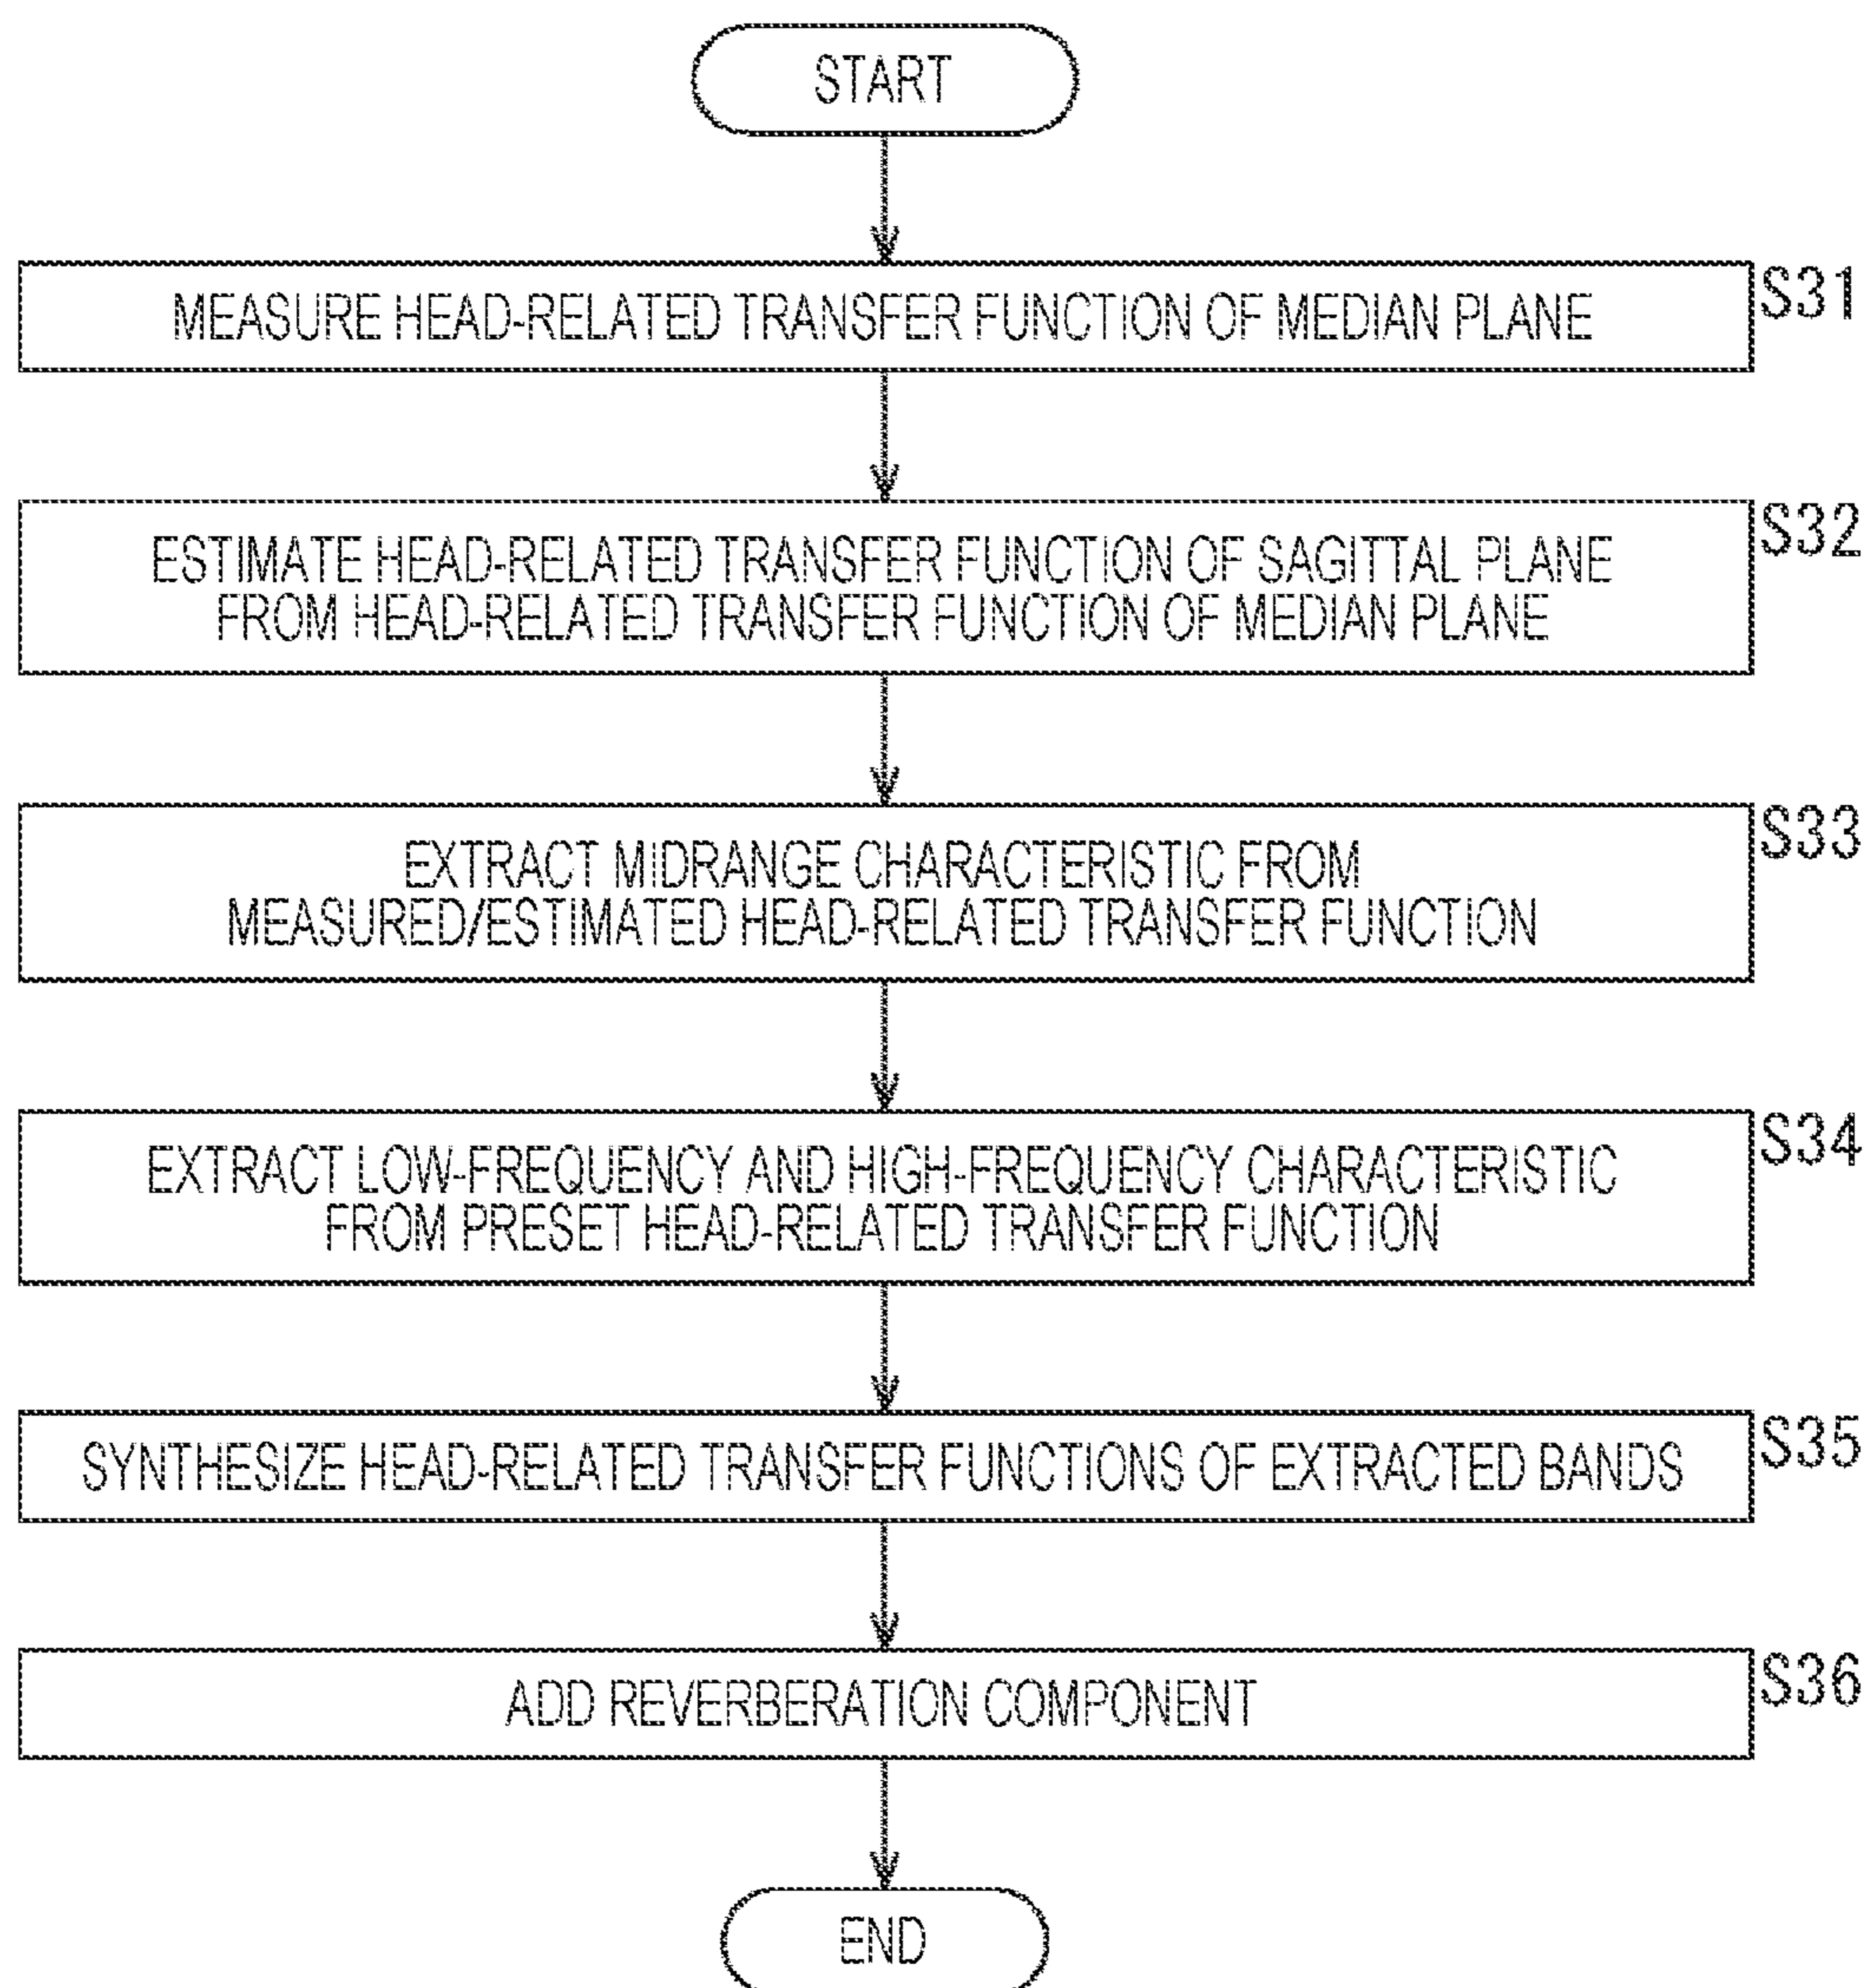 START
MEASURE HEAD-RELATED TRANSFER FUNCTION OF MEDIAN PLANE
S31
ESTIMATE HEAD-RELATED TRANSFER FUNCTION OF SAGITTAL PLANE
FROM HEAD-RELATED TRANSFER FUNCTION OF MEDIAN PLANE
S32
EXTRACT MIDRANGE CHARACTERISTIC FROM
MEASURED/ESTIMATED HEAD-RELATED TRANSFER FUNCTION
S33
EXTRACT LOW-FREQUENCY AND HIGH-FREQUENCY CHARACTERISTIC
FROM PRESET HEAD-RELATED TRANSFER FUNCTION
S34
SYNTHESIZE HEAD-RELATED TRANSFER FUNCTIONS OF EXTRACTED BANDS
S35
ADD REVERBERATION COMPONENT
S36
END